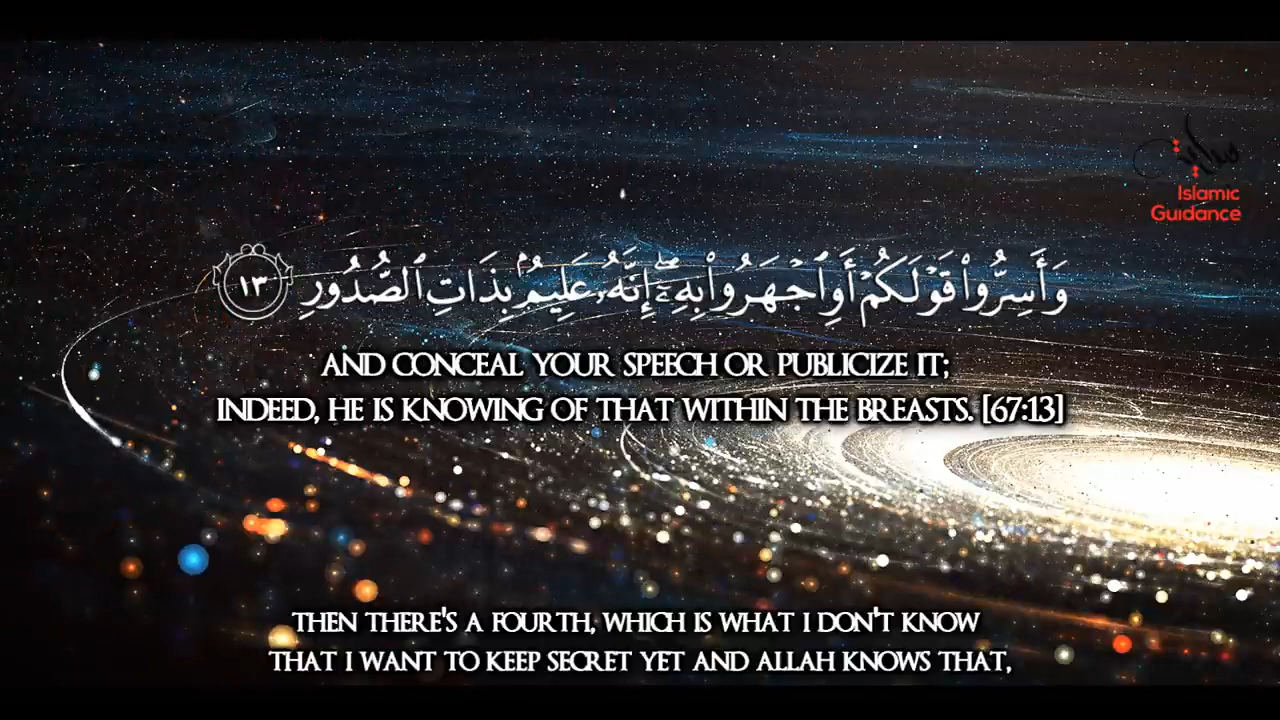 هداية
Islamic
Guidance
وَأَسِرُّوا۟ قَوْلَكُمْ أَوِ ٱجْهَرُوا۟ بِهِۦٓ ۖ إِنَّهُۥ عَلِيمٌۢ بِذَاتِ ٱلصُّدُورِ ١٣
AND CONCEAL YOUR SPEECH OR PUBLICIZE IT;
INDEED, HE IS KNOWING OF THAT WITHIN THE BREASTS. [67:13]
THEN THERE'S A FOURTH, WHICH IS WHAT I DON'T KNOW
THAT I WANT TO KEEP SECRET YET AND ALLAH KNOWS THAT,